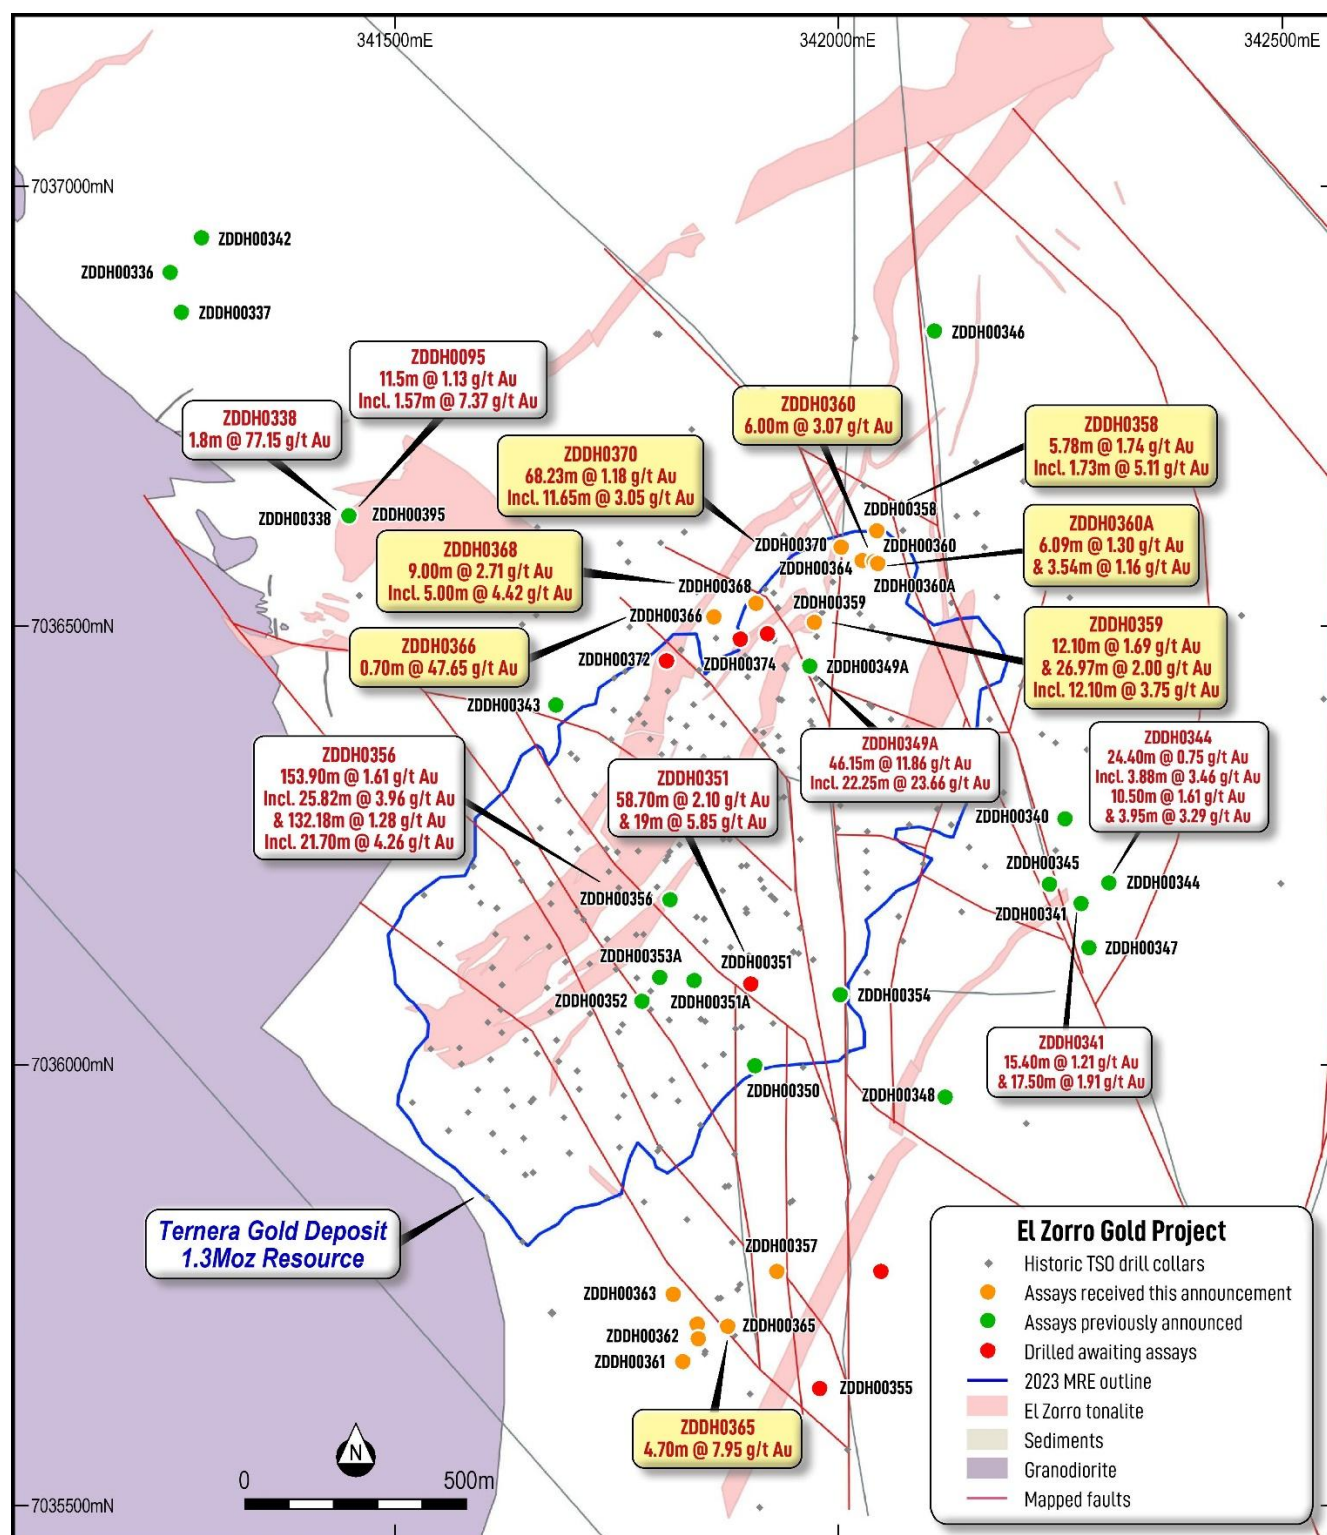 341500mE
342000mE
342500mE
7037000mN
ZDDH00342
ZDDH00336
ZDDH00337
ZDDH00346
ZDDH0095
11.5m @ 1.13 g/t Au
Incl. 1.57m @ 7.37 g/t Au
ZDDH0338
1.8m @ 77.15 g/t Au
ZDDH0360
6.00m @ 3.07 g/t Au
ZDDH0358
5.78m @ 1.74 g/t Au
Incl. 1.73m @ 5.11 g/t Au
ZDDH0370
68.23m @ 1.18 g/t Au
Incl. 11.65m @ 3.05 g/t Au
ZDDH00338
ZDDH00395
ZDDH00358
ZDDH00370
ZDDH00360
ZDDH00364
ZDDH00360A
ZDDH0360A
6.09m @ 1.30 g/t Au
& 3.54m @ 1.16 g/t Au
ZDDH0368
9.00m @ 2.71 g/t Au
Incl. 5.00m @ 4.42 g/t Au
ZDDH00368
ZDDH00359
ZDDH00366
7036500mN
ZDDH0359
12.10m @ 1.69 g/t Au
& 26.97m @ 2.00 g/t Au
Incl. 12.10m @ 3.75 g/t Au
ZDDH0366
0.70m @ 47.65 g/t Au
ZDDH00372
ZDDH00374
ZDDH00349A
ZDDH00343
ZDDH0356
153.90m @ 1.61 g/t Au
Incl. 25.82m @ 3.96 g/t Au
& 132.18m @ 1.28 g/t Au
Incl. 21.70m @ 4.26 g/t Au
ZDDH0351
58.70m @ 2.10 g/t Au
& 19m @ 5.85 g/t Au
ZDDH0349A
46.15m @ 11.86 g/t Au
Incl. 22.25m @ 23.66 g/t Au
ZDDH0344
24.40m @ 0.75 g/t Au
Incl. 3.88m @ 3.46 g/t Au
10.50m @ 1.61 g/t Au
& 3.95m @ 3.29 g/t Au
ZDDH00340
ZDDH00345
ZDDH00344
ZDDH00341
ZDDH00347
ZDDH00356
ZDDH00353A
ZDDH00351
ZDDH00352
ZDDH00351A
ZDDH00354
ZDDH0341
15.40m @ 1.21 g/t Au
& 17.50m @ 1.91 g/t Au
7036000mN
ZDDH00350
ZDDH00348
Ternera Gold Deposit
1.3Moz Resource
ZDDH00357
ZDDH00363
ZDDH00365
ZDDH00362
ZDDH00361
ZDDH00355
ZDDH0365
4.70m @ 7.95 g/t Au
El Zorro Gold Project
Historic TSO drill collars
Assays received this announcement
Assays previously announced
Drilled awaiting assays
2023 MRE outline
El Zorro tonalite
Sediments
Granodiorite
Mapped faults
N
0
500m
7035500mN